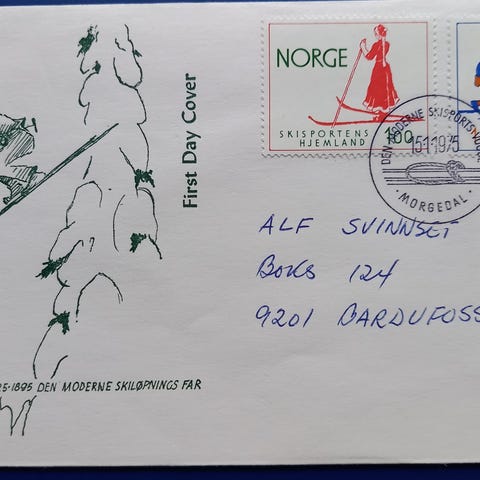 NORGE
SKISPORTENS
HJEMLAND 100
DEN MODERNE SKISPORTS
15·1·1975
· MORGEDAL ·
First Day Cover
ALF SVINNSET
BOKS 124
9201 BARDUFOSS
25-1895 DEN MODERNE SKILØPNINGS FAR